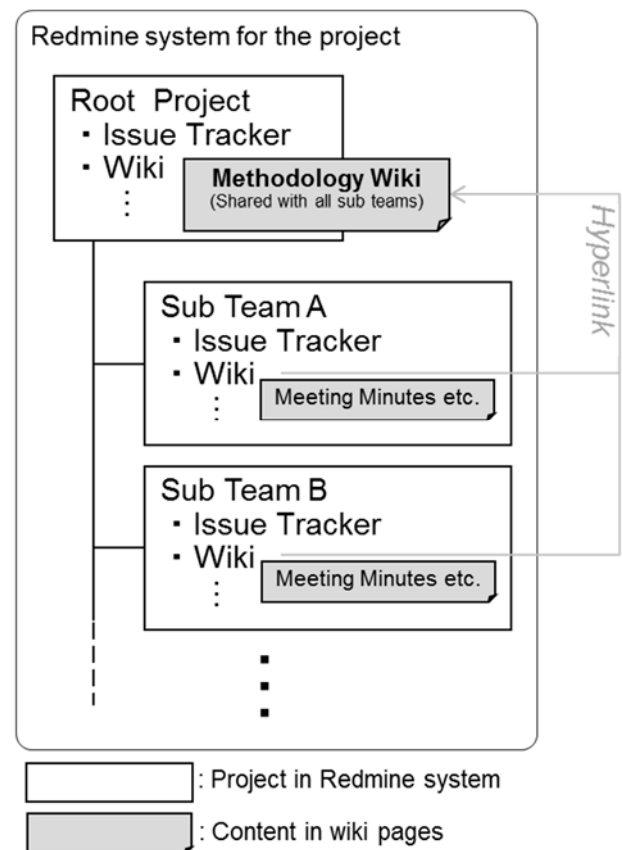 Redmine system for the project
Root Project
▪ Issue Tracker
▪ Wiki
⋮
Methodology Wiki
(Shared with all sub teams)
Hyperlink
Sub Team A
▪ Issue Tracker
▪ Wiki
⋮
Meeting Minutes etc.
Sub Team B
▪ Issue Tracker
▪ Wiki
⋮
Meeting Minutes etc.
: Project in Redmine system
: Content in wiki pages